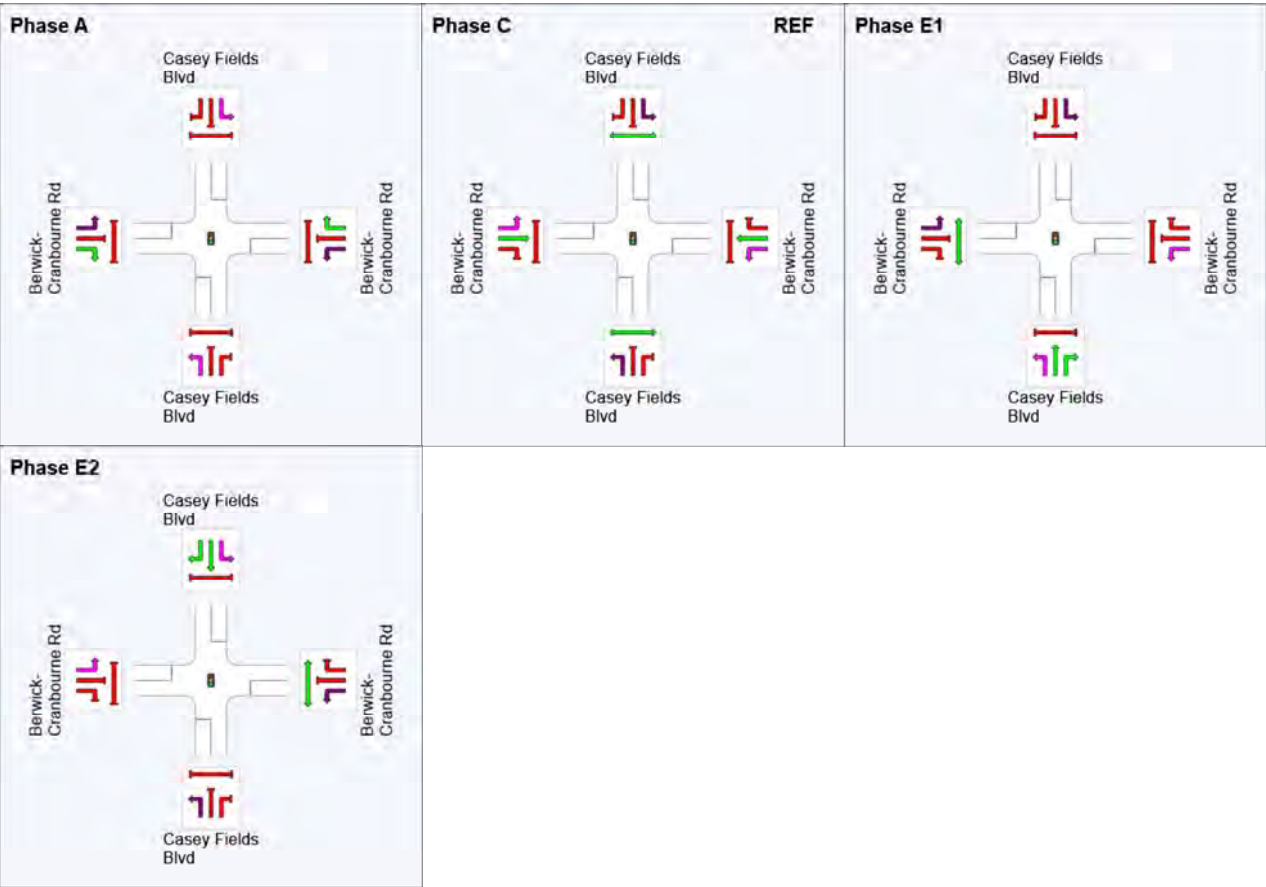 Phase A
Casey Fields
Blvd
Berwick-
Cranbourne Rd
Berwick-
Cranbourne Rd
Casey Fields
Blvd
Phase C
REF
Casey Fields
Blvd
Berwick-
Cranbourne Rd
Berwick-
Cranbourne Rd
Casey Fields
Blvd
Phase E1
Casey Fields
Blvd
Berwick-
Cranbourne Rd
Berwick-
Cranbourne Rd
Casey Fields
Blvd
Phase E2
Casey Fields
Blvd
Berwick-
Cranbourne Rd
Berwick-
Cranbourne Rd
Casey Fields
Blvd